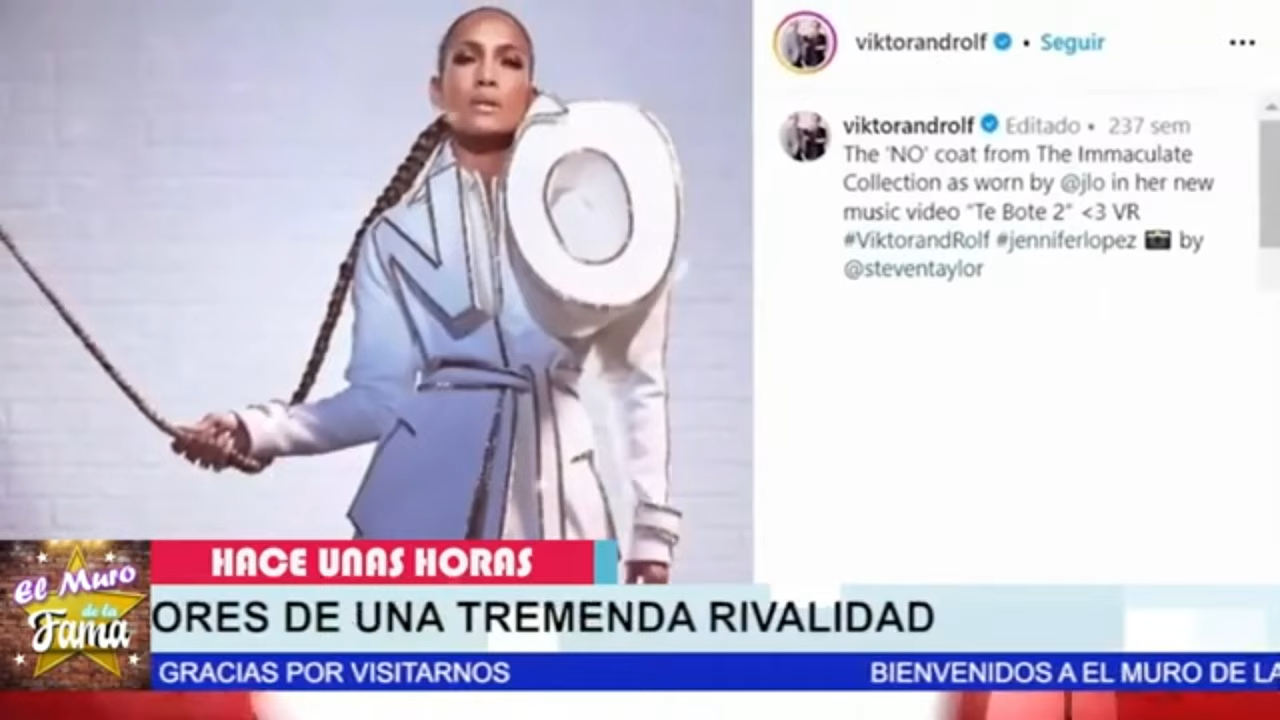 NO
viktorandrolf • Seguir
viktorandrolf Editado • 237 sem
The 'NO' coat from The Immaculate
Collection as worn by @jlo in her new
music video "Te Bote 2" <3 VR
#ViktorandRolf #jenniferlopez 📷 by
@steventaylor
El Muro
de la
Fama
HACE UNAS HORAS
ORES DE UNA TREMENDA RIVALIDAD
GRACIAS POR VISITARNOS BIENVENIDOS A EL MURO DE LA